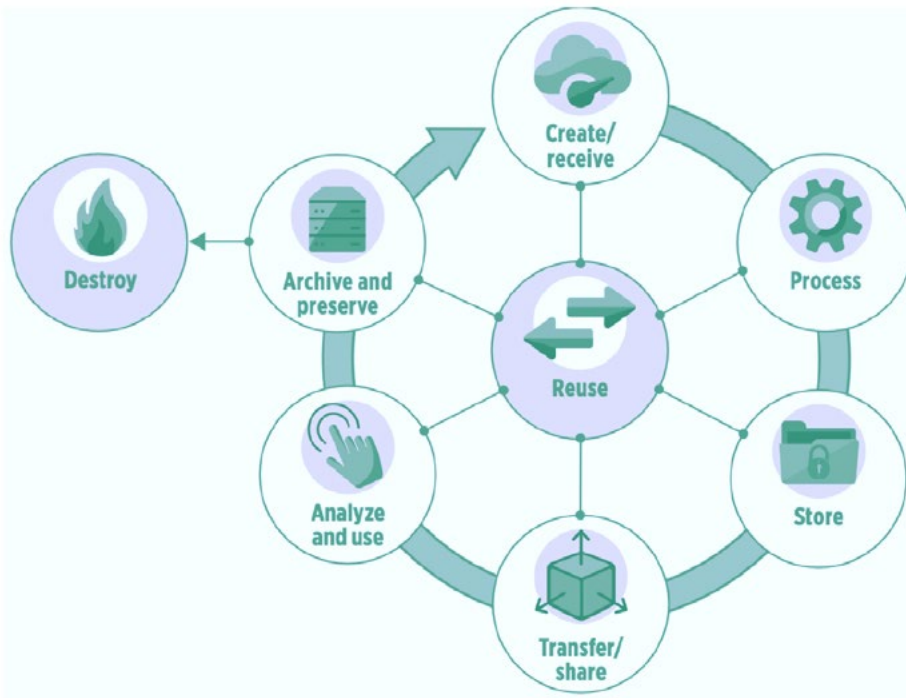 Create/
receive
Process
Store
Transfer/
share
Analyze
and use
Archive and
preserve
Destroy
Reuse